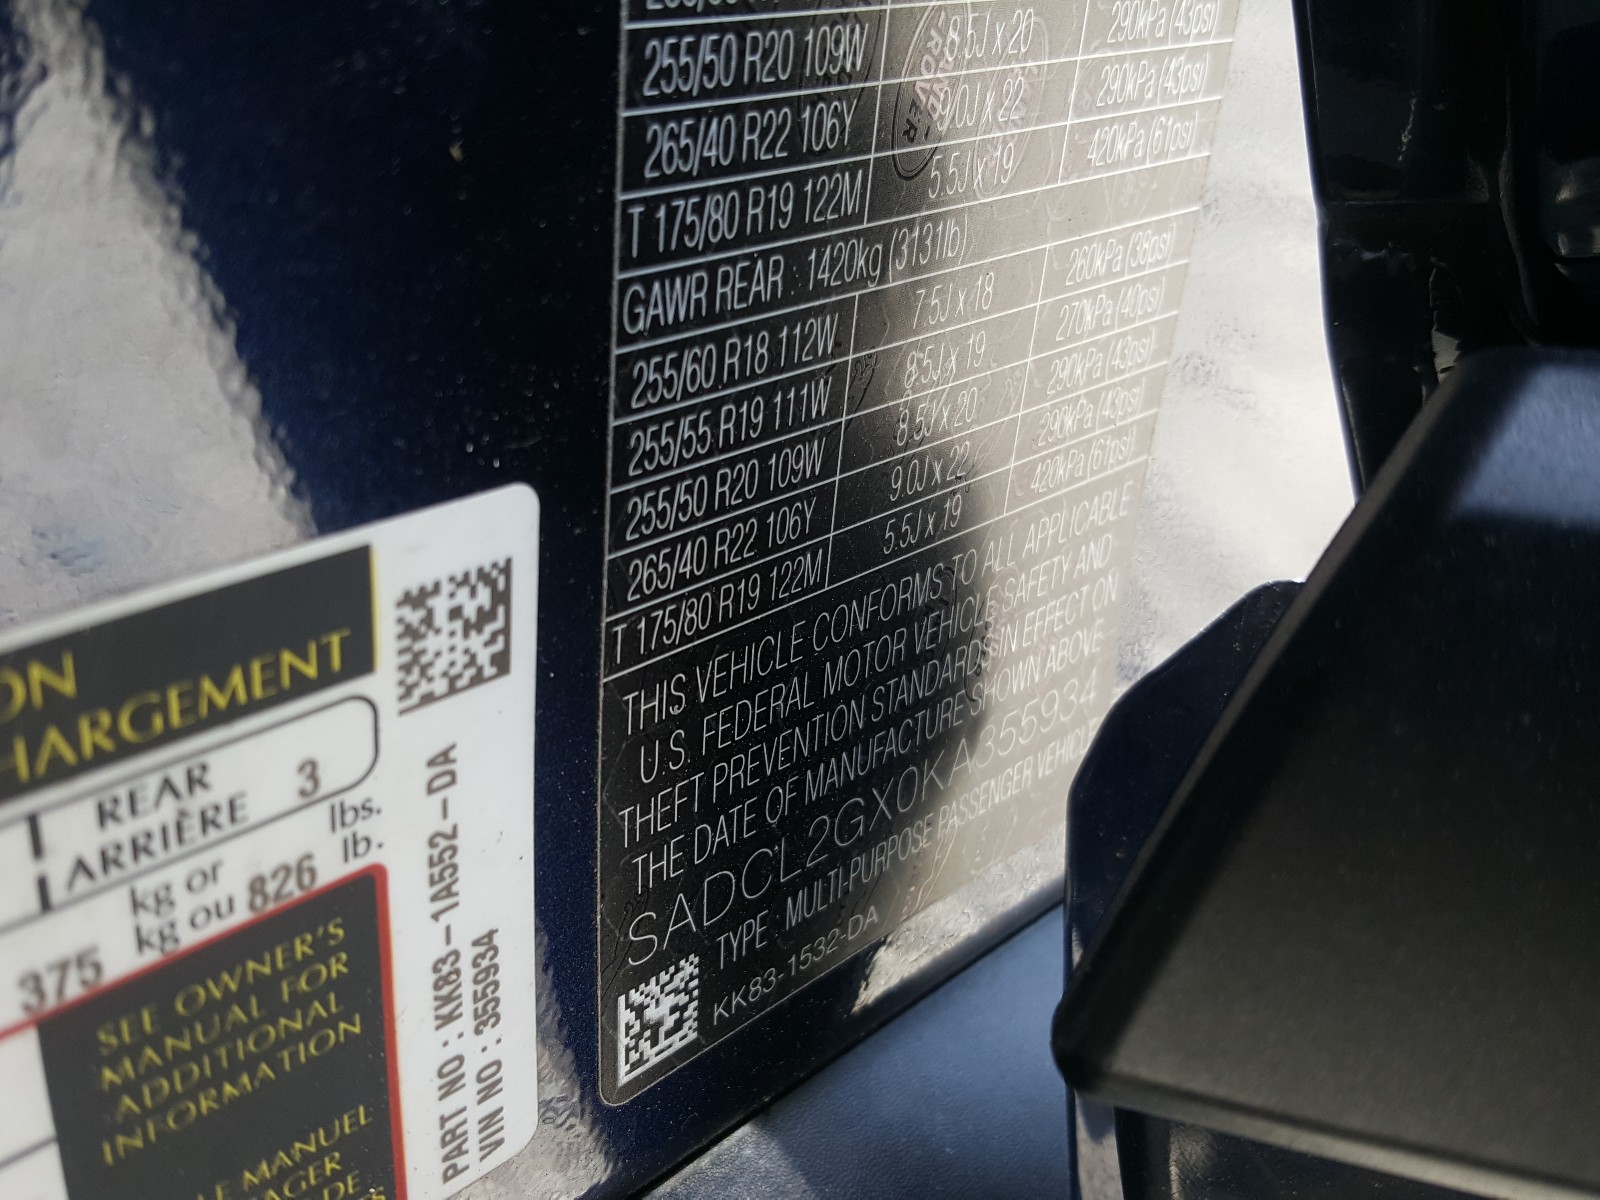 255/50 R20 109W 8.5J x 20 290kPa (43psi)
265/40 R22 106Y 9.0J x 22 290kPa (43psi)
T 175/80 R19 122M 5.5J x 19 420kPa (61psi)
GAWR REAR : 1420kg (3131lb)
255/60 R18 112W 7.5J x 18 260kPa (38psi)
255/55 R19 111W 8.5J x 19 270kPa (40psi)
255/50 R20 109W 8.5J x 20 290kPa (43psi)
265/40 R22 106Y 9.0J x 22 290kPa (43psi)
T 175/80 R19 122M 5.5J x 19 420kPa (61psi)
THIS VEHICLE CONFORMS TO ALL APPLICABLE
U.S. FEDERAL MOTOR VEHICLE SAFETY AND
THEFT PREVENTION STANDARDS IN EFFECT ON
THE DATE OF MANUFACTURE SHOWN ABOVE
SADCL2GX0KA355934
TYPE : MULTI-PURPOSE PASSENGER VEHICLE
KK83-1532-DA
ROVER
ON
HARGEMENT
REAR
ARRIÈRE 3
kg or lbs.
375 kg ou 826 lb.
SEE OWNER'S
MANUAL FOR
ADDITIONAL
INFORMATION
LE MANUEL
AGER
DE
PART NO : KK83-1A552-DA
VIN NO : 355934